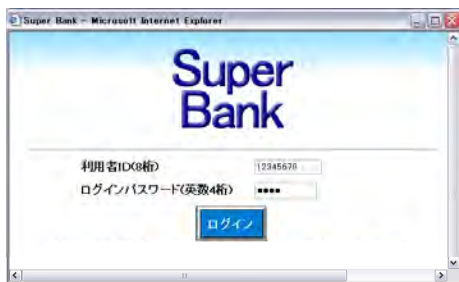 Super Bank - Microsoft Internet Explorer
Super
Bank
利用者ID(8桁)
12345678
ログインパスワード(英数4桁)
••••
ログイン